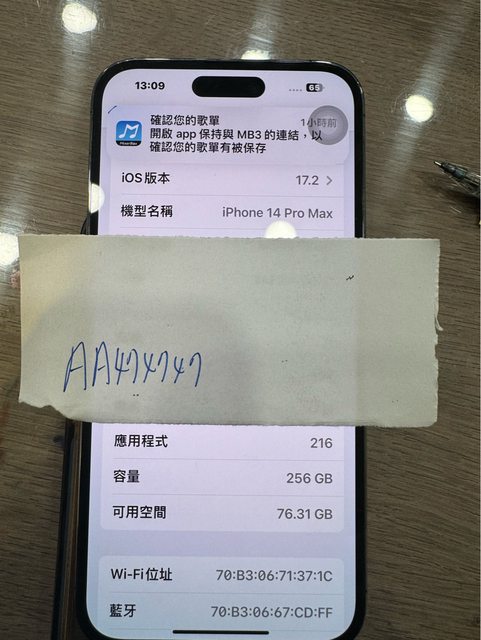 13:09
65
確認您的歌單
1小時前
開啟 app 保持與 MB3 的連結，以
確認您的歌單有被保存
MixerBox
iOS 版本
17.2
機型名稱
iPhone 14 Pro Max
AA474747
應用程式
216
容量
256 GB
可用空間
76.31 GB
Wi-Fi 位址
70:B3:06:71:37:1C
藍牙
70:B3:06:67:CD:FF